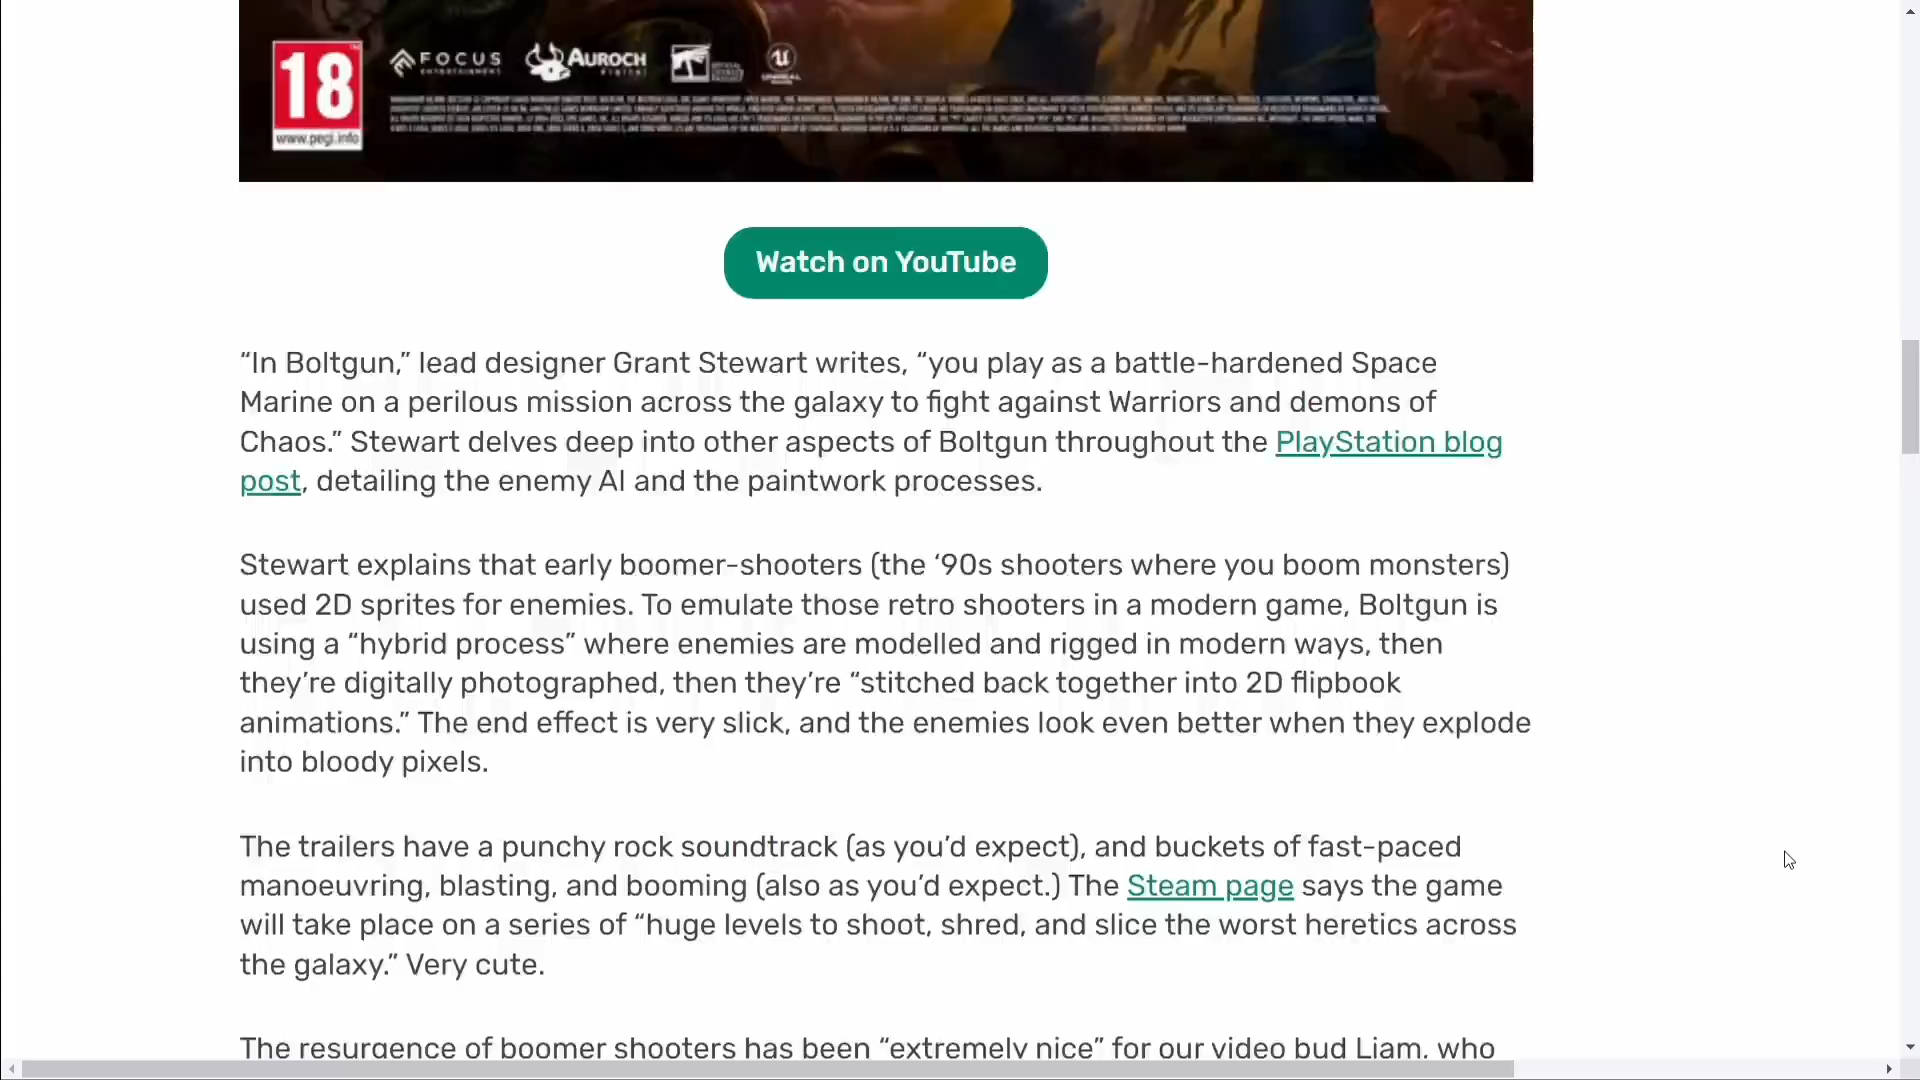 18
www.pegi.info
FOCUS
ENTERTAINMENT
AUROCH
DIGITAL
UNREAL
Watch on YouTube
“In Boltgun,” lead designer Grant Stewart writes, “you play as a battle-hardened Space
Marine on a perilous mission across the galaxy to fight against Warriors and demons of
Chaos.” Stewart delves deep into other aspects of Boltgun throughout the PlayStation blog
post, detailing the enemy AI and the paintwork processes.
Stewart explains that early boomer-shooters (the ‘90s shooters where you boom monsters)
used 2D sprites for enemies. To emulate those retro shooters in a modern game, Boltgun is
using a “hybrid process” where enemies are modelled and rigged in modern ways, then
they’re digitally photographed, then they’re “stitched back together into 2D flipbook
animations.” The end effect is very slick, and the enemies look even better when they explode
into bloody pixels.
The trailers have a punchy rock soundtrack (as you’d expect), and buckets of fast-paced
manoeuvring, blasting, and booming (also as you’d expect.) The Steam page says the game
will take place on a series of “huge levels to shoot, shred, and slice the worst heretics across
the galaxy.” Very cute.
The resurgence of boomer shooters has been “extremely nice” for our video bud Liam, who